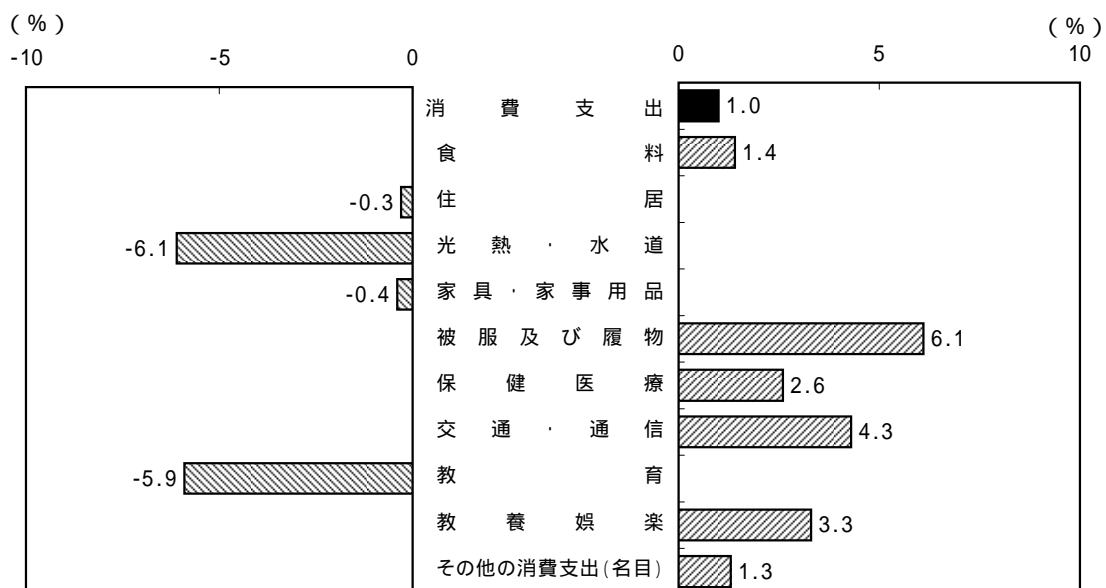 (%) (%)
-10 -5 0 0 5 10
消費支出 1.0
食料 1.4
-0.3 住居
-6.1 光熱・水道
-0.4 家具・家事用品
被服及び履物 6.1
保健医療 2.6
交通・通信 4.3
-5.9 教育
教養娯楽 3.3
その他の消費支出(名目) 1.3